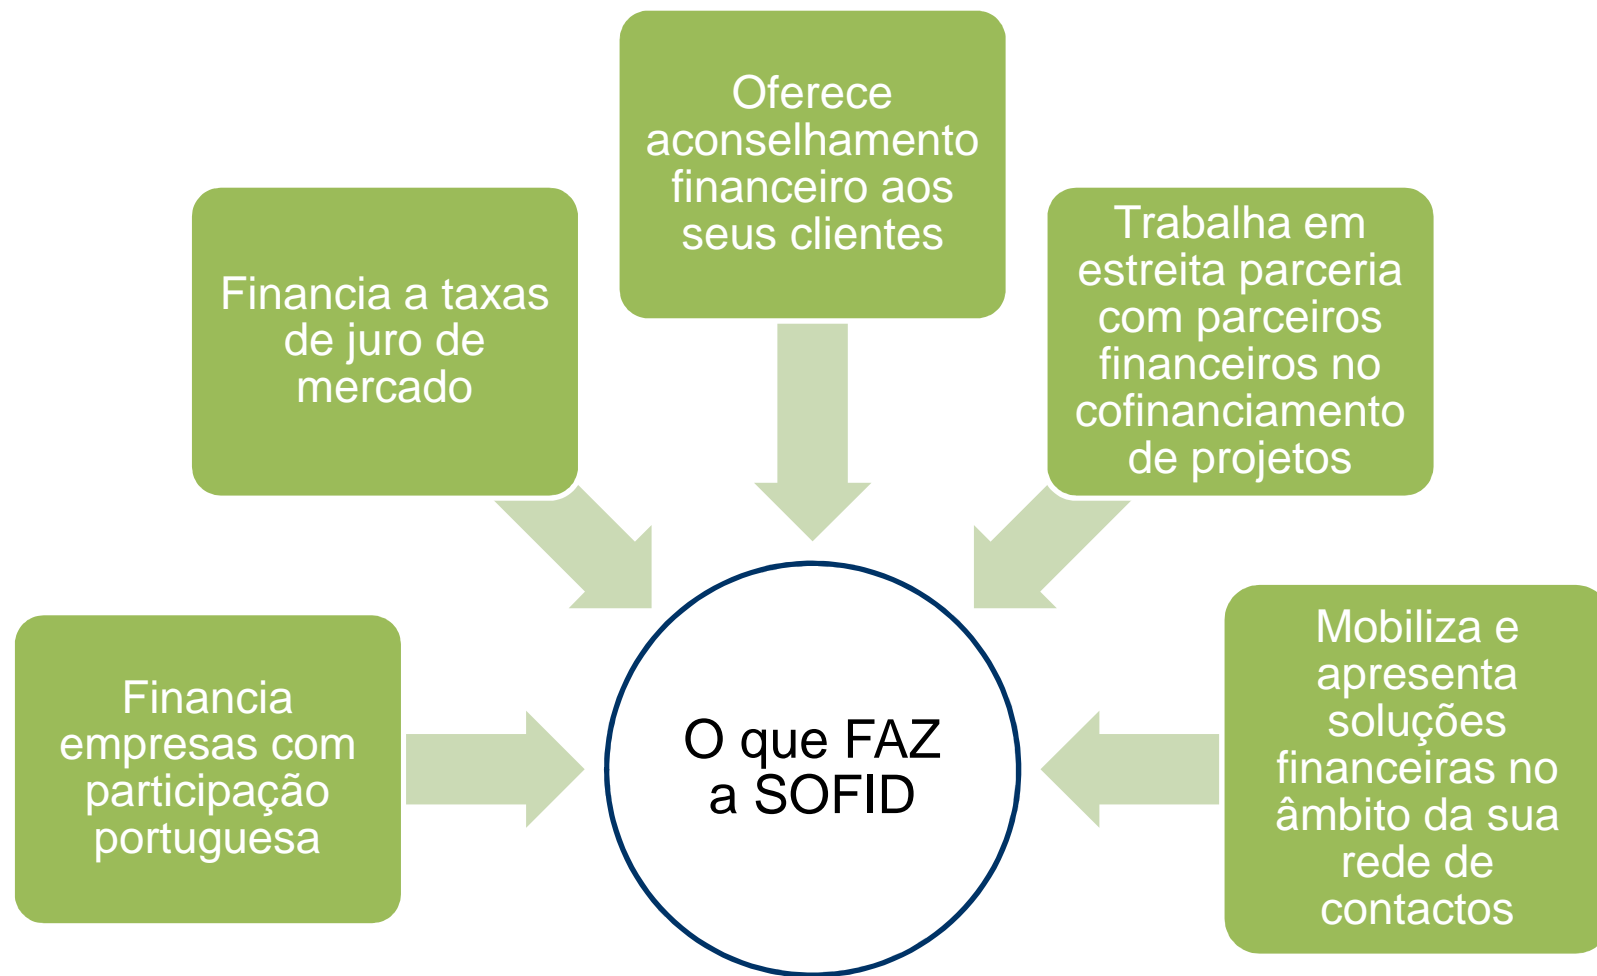 Oferece
aconselhamento
financeiro aos
seus clientes
Financia a taxas
de juro de
mercado
Trabalha em
estreita parceria
com parceiros
financeiros no
cofinanciamento
de projetos
Financia
empresas com
participação
portuguesa
O que FAZ
a SOFID
Mobiliza e
apresenta
soluções
financeiras no
âmbito da sua
rede de
contactos